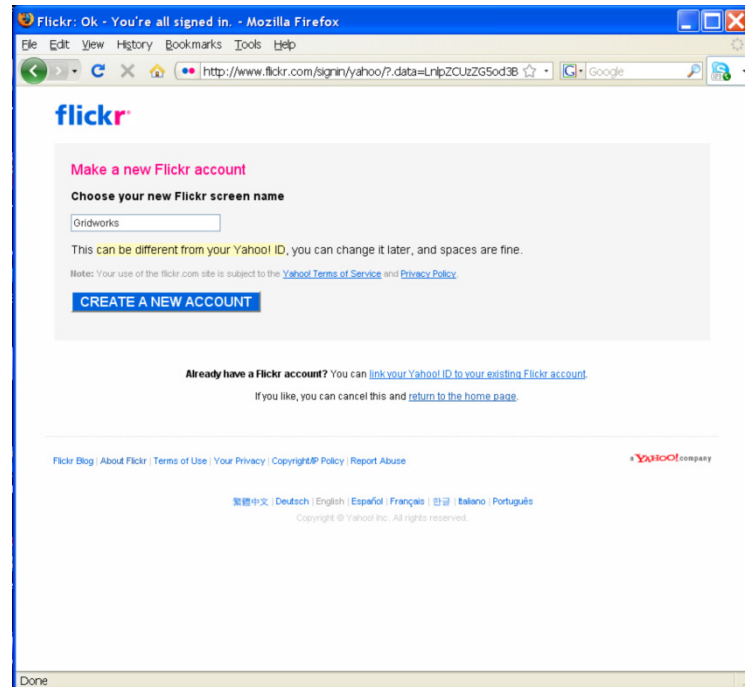 Flickr: Ok - You're all signed in. - Mozilla Firefox
File Edit View History Bookmarks Tools Help
http://www.flickr.com/signin/yahoo/?.data=LnlpZCUzZG5od3B G Google
flickr
Make a new Flickr account
Choose your new Flickr screen name
Gridworks
This can be different from your Yahoo! ID, you can change it later, and spaces are fine.
Note: Your use of the flickr.com site is subject to the Yahoo! Terms of Service and Privacy Policy.
CREATE A NEW ACCOUNT
Already have a Flickr account? You can link your Yahoo! ID to your existing Flickr account.
If you like, you can cancel this and return to the home page.
Flickr Blog | About Flickr | Terms of Use | Your Privacy | Copyright/IP Policy | Report Abuse
a YAHOO! company
繁體中文 | Deutsch | English | Español | Français | 한글 | Italiano | Português
Copyright © Yahoo! Inc. All rights reserved.
Done